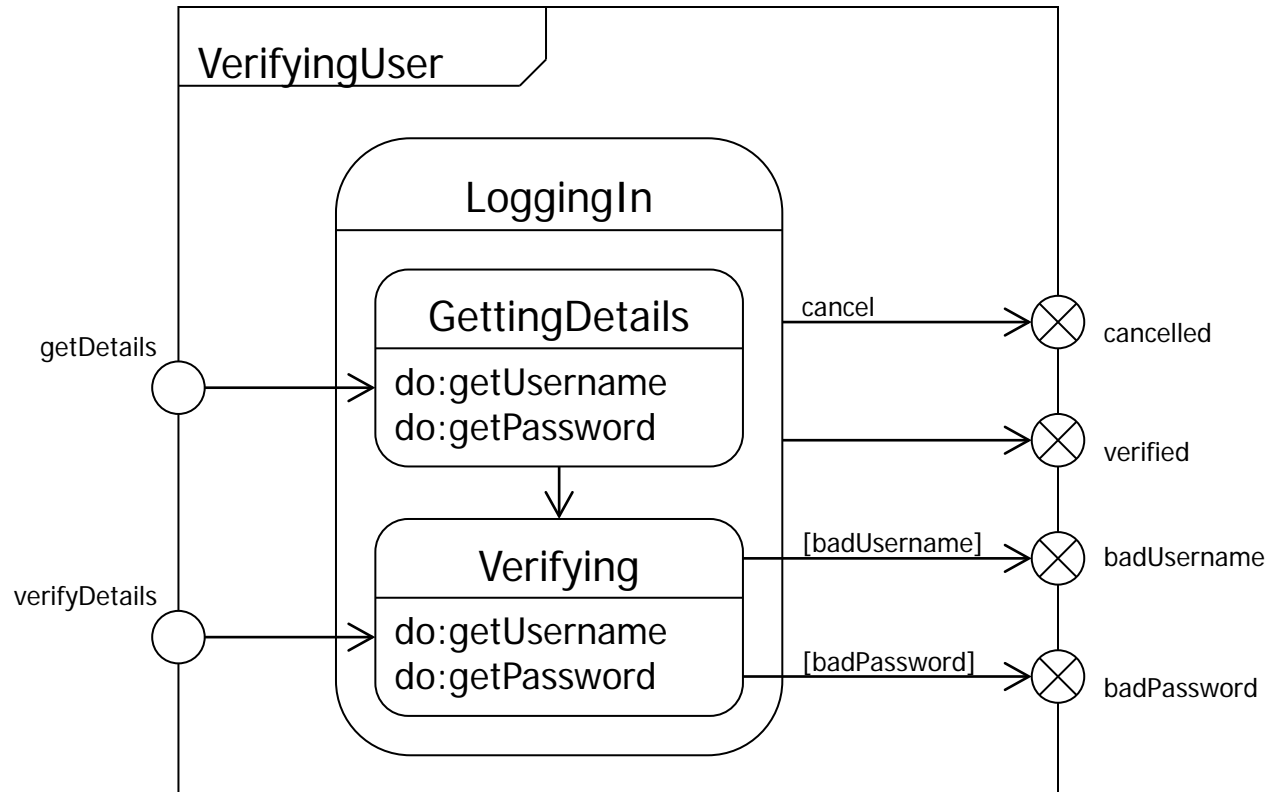 VerifyingUser
LoggingIn
GettingDetails
do:getUsername
do:getPassword
getDetails
cancel
cancelled
verified
Verifying
do:getUsername
do:getPassword
verifyDetails
[badUsername]
badUsername
[badPassword]
badPassword